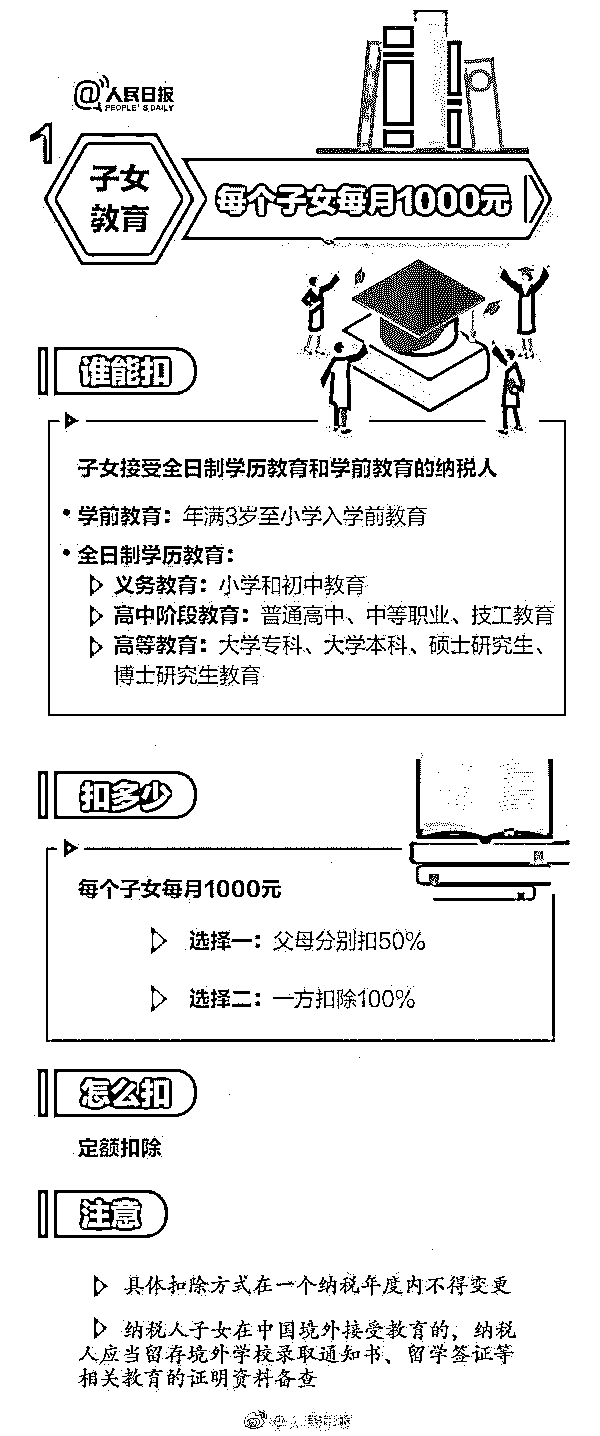 @人民日报
PEOPLE'S DAILY
1
子女
教育
每个子女每月1000元
谁能扣
子女接受全日制学历教育和学前教育的纳税人
• 学前教育：年满3岁至小学入学前教育
• 全日制学历教育：
义务教育：小学和初中教育
高中阶段教育：普通高中、中等职业、技工教育
高等教育：大学专科、大学本科、硕士研究生、
博士研究生教育
扣多少
每个子女每月1000元
选择一：父母分别扣50%
选择二：一方扣除100%
怎么扣
定额扣除
注意
具体扣除方式在一个纳税年度内不得变更
纳税人子女在中国境外接受教育的，纳税
人应当留存境外学校录取通知书、留学签证等
相关教育的证明资料备查
@人民日报